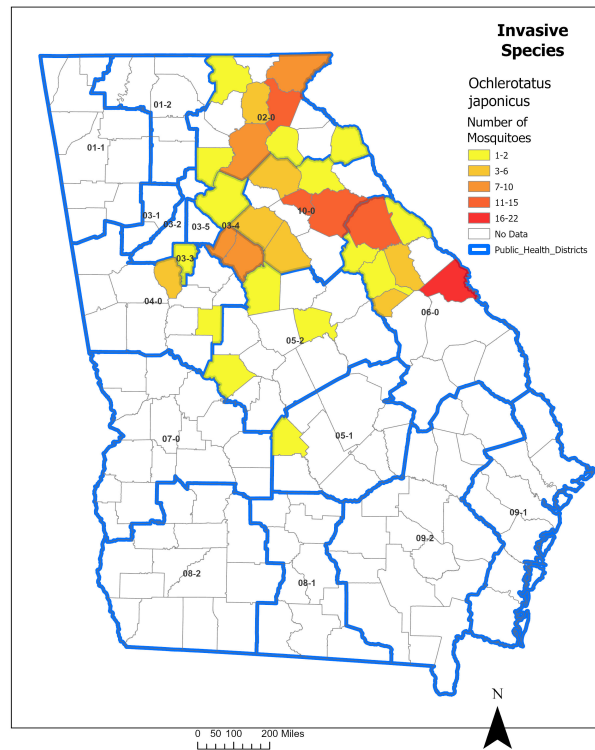 Invasive
Species
Ochlerotatus
japonicus
Number of
Mosquitoes
1-2
3-6
7-10
11-15
16-22
No Data
Public_Health_Districts
01-2
02-0
01-1
03-1
03-2
03-5
03-4
10-0
03-3
04-0
06-0
05-2
07-0
05-1
09-1
09-2
08-2
08-1
N
0 50 100 200 Miles